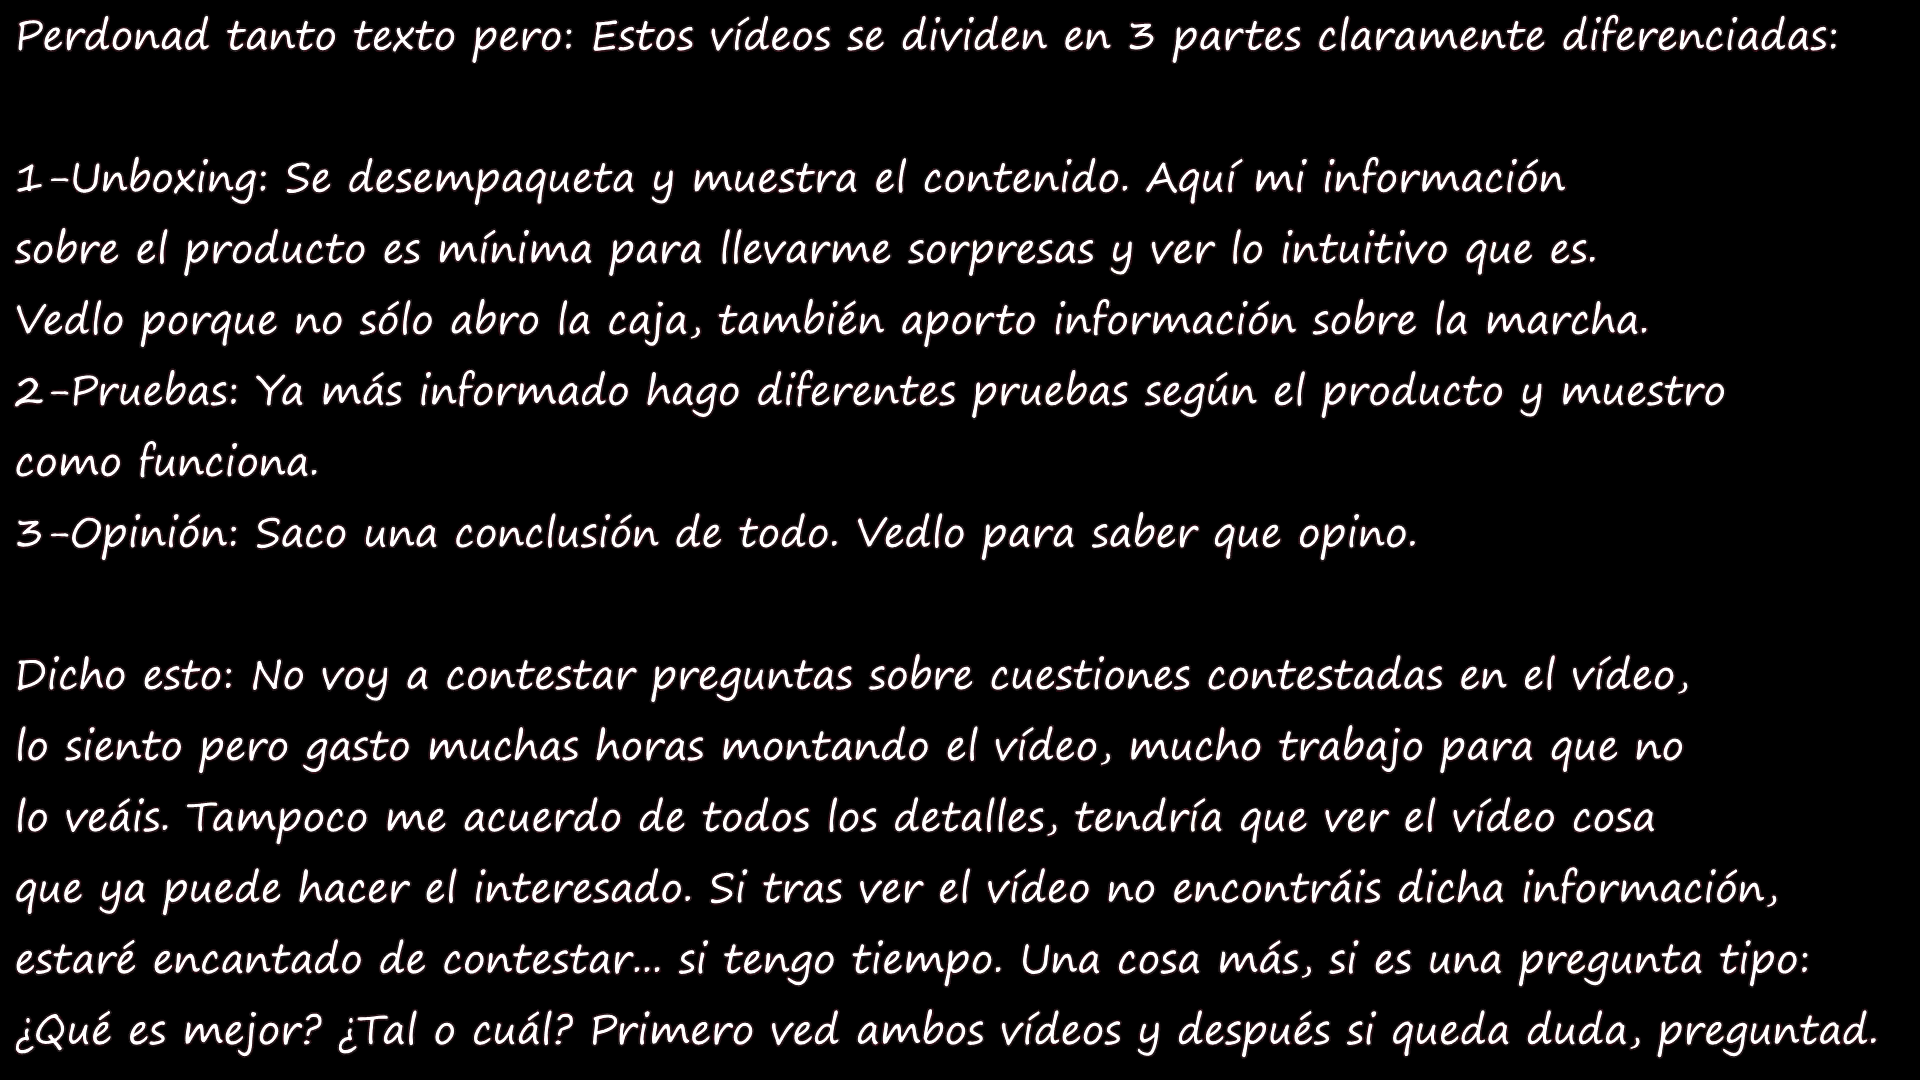 Perdonad tanto texto pero: Estos vídeos se dividen en 3 partes claramente diferenciadas:
1-Unboxing: Se desempaqueta y muestra el contenido. Aquí mi información
sobre el producto es mínima para llevarme sorpresas y ver lo intuitivo que es.
Vedlo porque no sólo abro la caja, también aporto información sobre la marcha.
2-Pruebas: Ya más informado hago diferentes pruebas según el producto y muestro
como funciona.
3-Opinión: Saco una conclusión de todo. Vedlo para saber que opino.
Dicho esto: No voy a contestar preguntas sobre cuestiones contestadas en el vídeo,
lo siento pero gasto muchas horas montando el vídeo, mucho trabajo para que no
lo veáis. Tampoco me acuerdo de todos los detalles, tendría que ver el vídeo cosa
que ya puede hacer el interesado. Si tras ver el vídeo no encontráis dicha información,
estaré encantado de contestar... si tengo tiempo. Una cosa más, si es una pregunta tipo:
¿Qué es mejor? ¿Tal o cuál? Primero ved ambos vídeos y después si queda duda, preguntad.